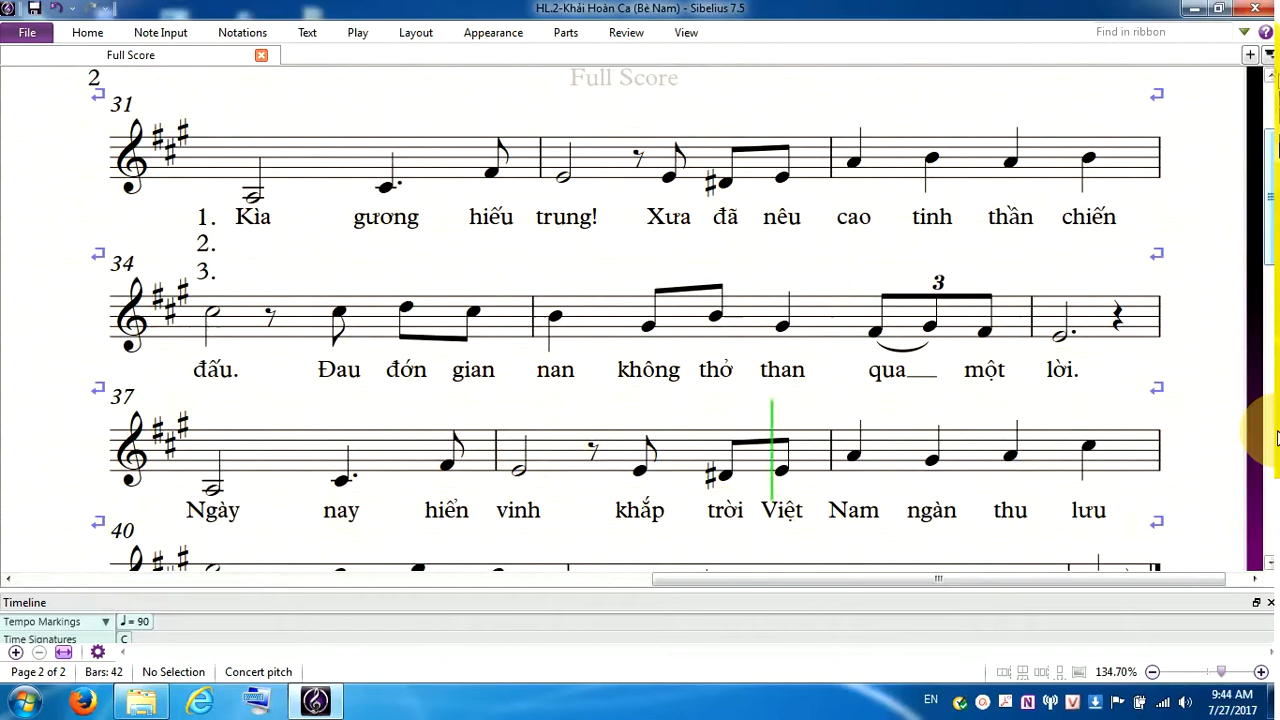 HL.2-Khải Hoàn Ca (Bè Nam) - Sibelius 7.5
File Home Note Input Notations Text Play Layout Appearance Parts Review View Find in ribbon
Full Score
2
Full Score
31
1. Kìa gương hiếu trung! Xưa đã nêu cao tinh thần chiến
2.
3.
34
3
đấu. Đau đớn gian nan không thở than qua một lời.
37
Ngày nay hiển vinh khắp trời Việt Nam ngàn thu lưu
40
Timeline
Tempo Markings ♩ = 90
Time Signatures C
Page 2 of 2 Bars: 42 No Selection Concert pitch 134.70%
EN 9:44 AM
7/27/2017